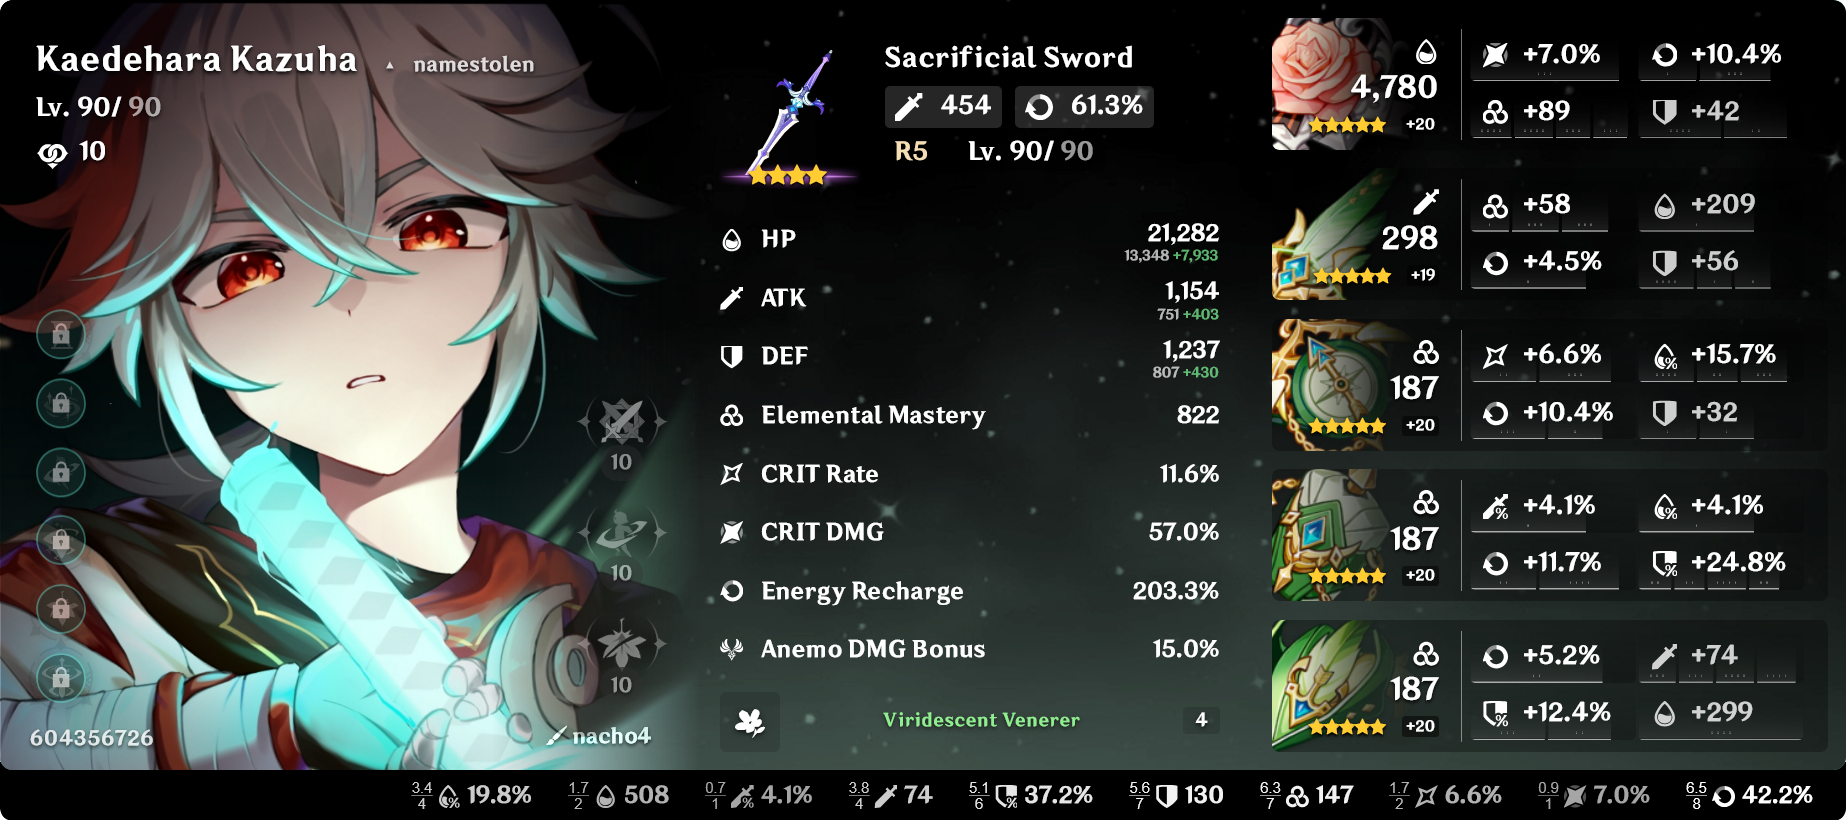 Kaedehara Kazuha ▲ namestolen
Lv. 90/ 90
10
10
10
10
604356726
nacho4
Sacrificial Sword
454 61.3%
R5 Lv. 90/ 90
HP 21,282
13,348 +7,933
ATK 1,154
751 +403
DEF 1,237
807 +430
Elemental Mastery 822
CRIT Rate 11.6%
CRIT DMG 57.0%
Energy Recharge 203.3%
Anemo DMG Bonus 15.0%
Viridescent Venerer 4
4,780
+20
+7.0% +10.4%
+89 +42
298
+19
+58 +209
+4.5% +56
187
+20
+6.6% +15.7%
+10.4% +32
187
+20
+4.1% +4.1%
+11.7% +24.8%
187
+20
+5.2% +74
+12.4% +299
3.4/4 19.8% 1.7/2 508 0.7/1 4.1% 3.8/4 74 5.1/6 37.2% 5.6/7 130 6.3/7 147 1.7/2 6.6% 0.9/1 7.0% 6.5/8 42.2%